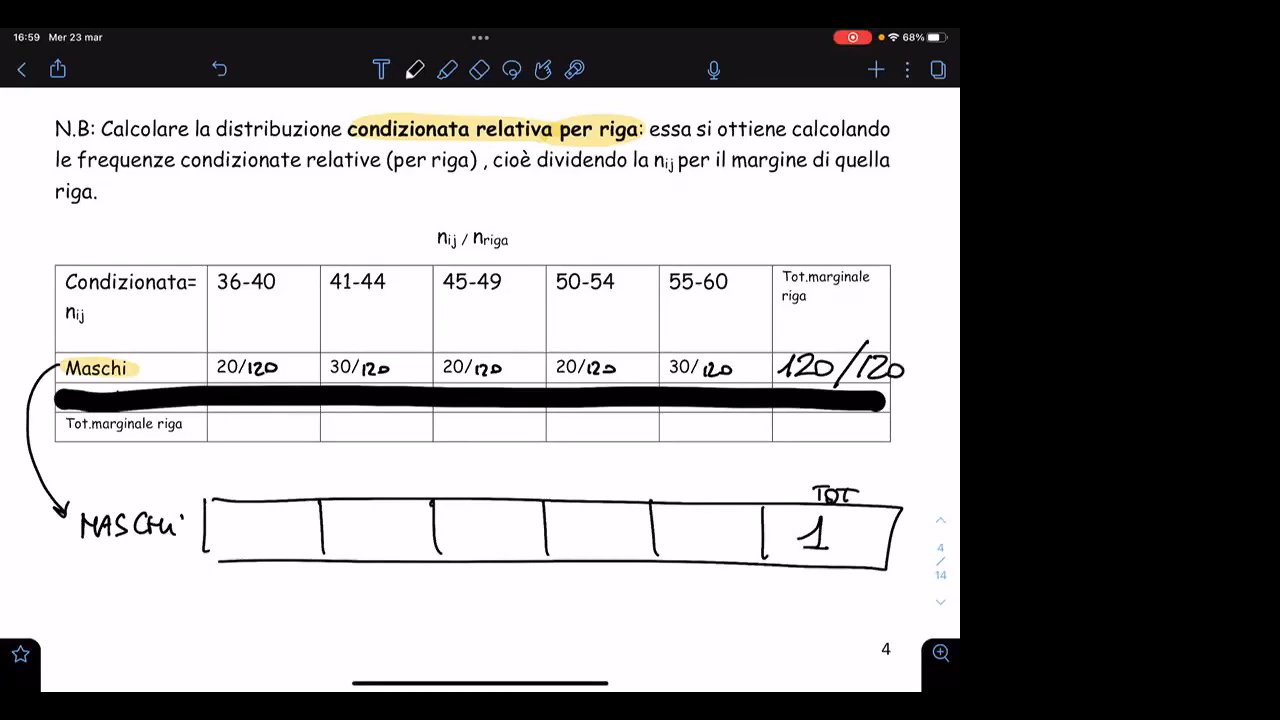 16:59 Mer 23 mar
68%
N.B: Calcolare la distribuzione condizionata relativa per riga: essa si ottiene calcolando
le frequenze condizionate relative (per riga) , cioè dividendo la nij per il margine di quella
riga.
nij / nriga
Condizionata= nij 36-40 41-44 45-49 50-54 55-60 Tot.marginale riga
Maschi 20/120 30/120 20/120 20/120 30/120 120/120
Tot.marginale riga
TOT
MASCHI 1
4
/
14
4